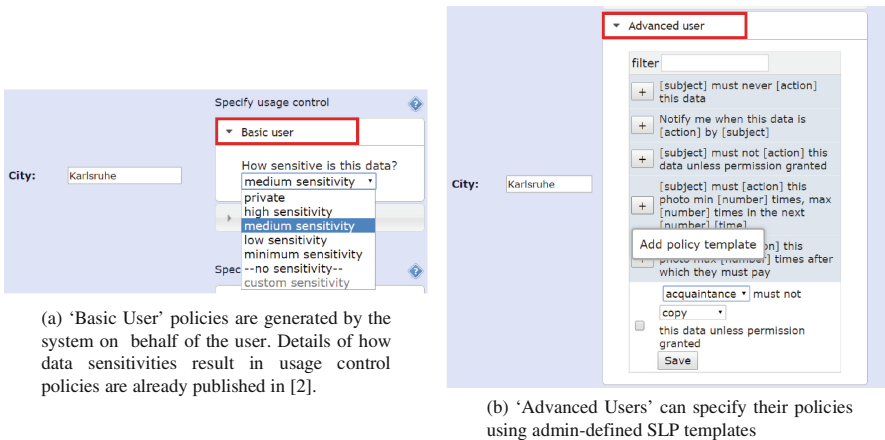 Specify usage control
Basic user
How sensitive is this data?
City:
Karlsruhe
medium sensitivity
private
high sensitivity
medium sensitivity
low sensitivity
minimum sensitivity
--no sensitivity--
custom sensitivity
Spec
(a) ‘Basic User’ policies are generated by the
system on behalf of the user. Details of how
data sensitivities result in usage control
policies are already published in [2].
Advanced user
filter
+ [subject] must never [action]
this data
+ Notify me when this data is
[action] by [subject]
+ [subject] must not [action] this
data unless permission granted
City:
Karlsruhe
+ [subject] must [action] this
photo min [number] times, max
[number] times in the next
[number] [time]
Add policy template
on] this
photo max [number] times after
which they must pay
acquaintance must not
copy
this data unless permission
granted
Save
(b) ‘Advanced Users’ can specify their policies
using admin-defined SLP templates